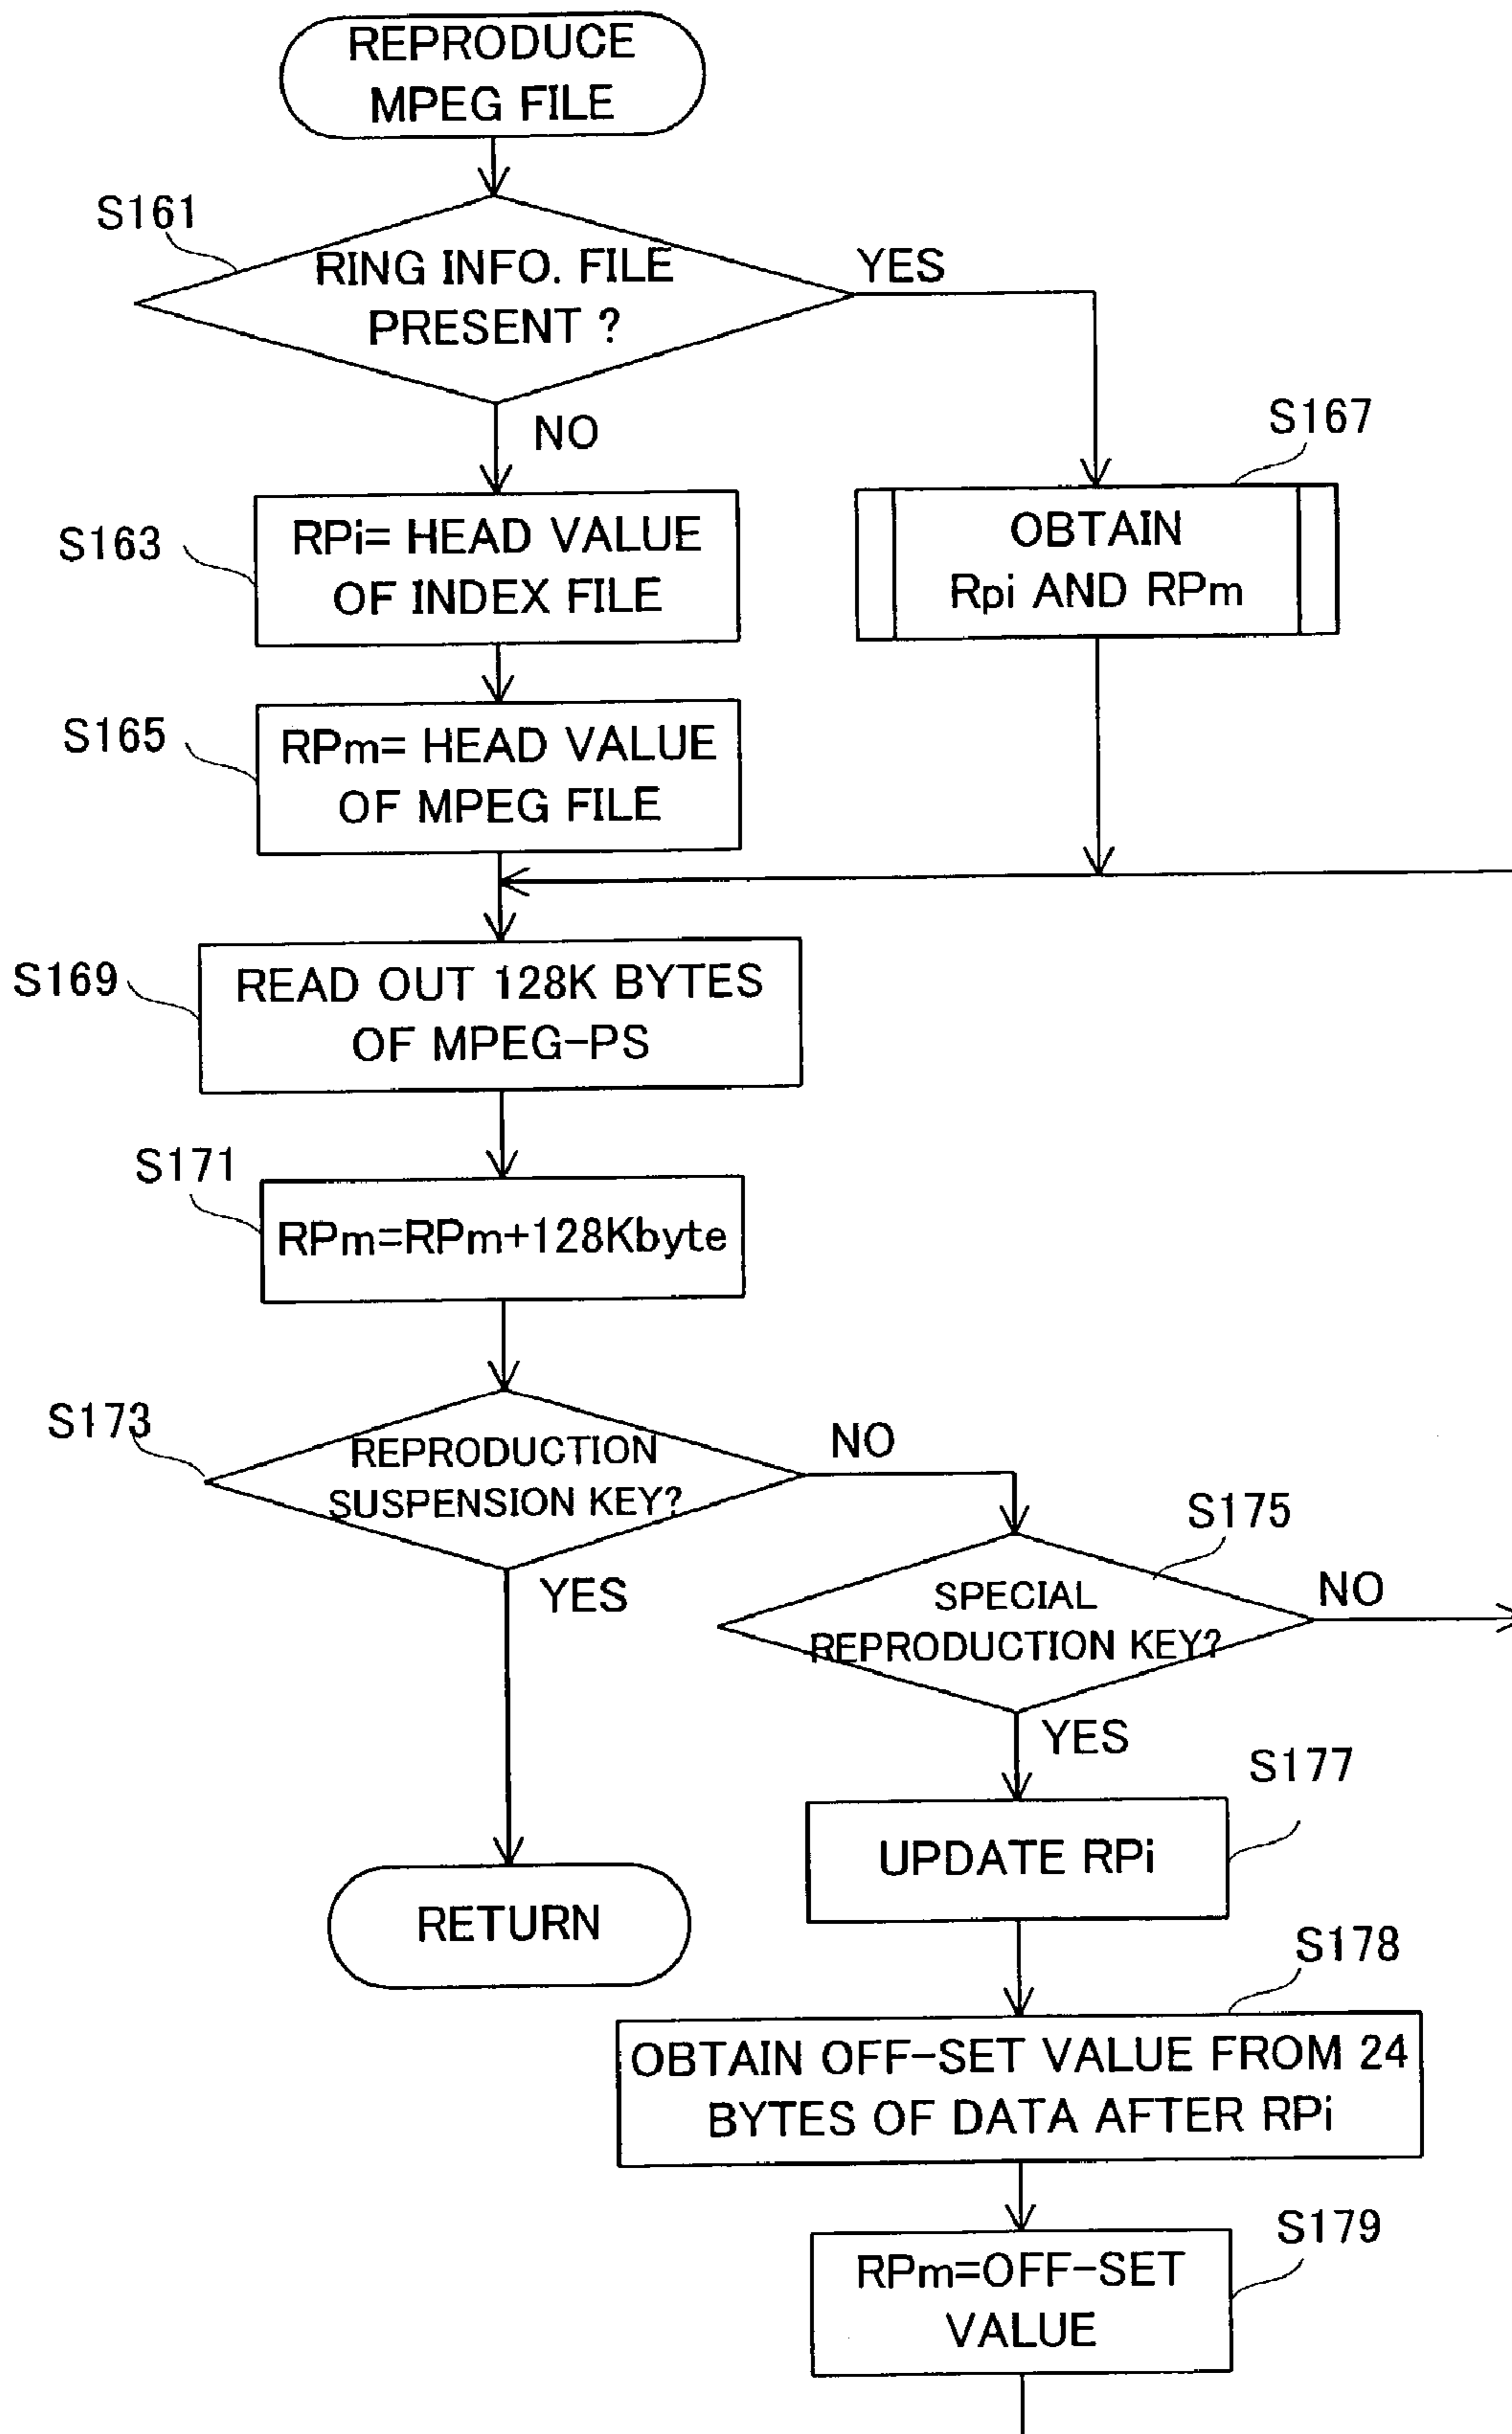 REPRODUCE
MPEG FILE
S161
RING INFO. FILE
PRESENT ?
YES
NO
S167
S163
RPi= HEAD VALUE
OF INDEX FILE
OBTAIN
Rpi AND RPm
S165
RPm= HEAD VALUE
OF MPEG FILE
S169
READ OUT 128K BYTES
OF MPEG-PS
S171
RPm=RPm+128Kbyte
S173
REPRODUCTION
SUSPENSION KEY?
NO
YES
S175
SPECIAL
REPRODUCTION KEY?
NO
YES
S177
UPDATE RPi
RETURN
S178
OBTAIN OFF-SET VALUE FROM 24
BYTES OF DATA AFTER RPi
S179
RPm=OFF-SET
VALUE